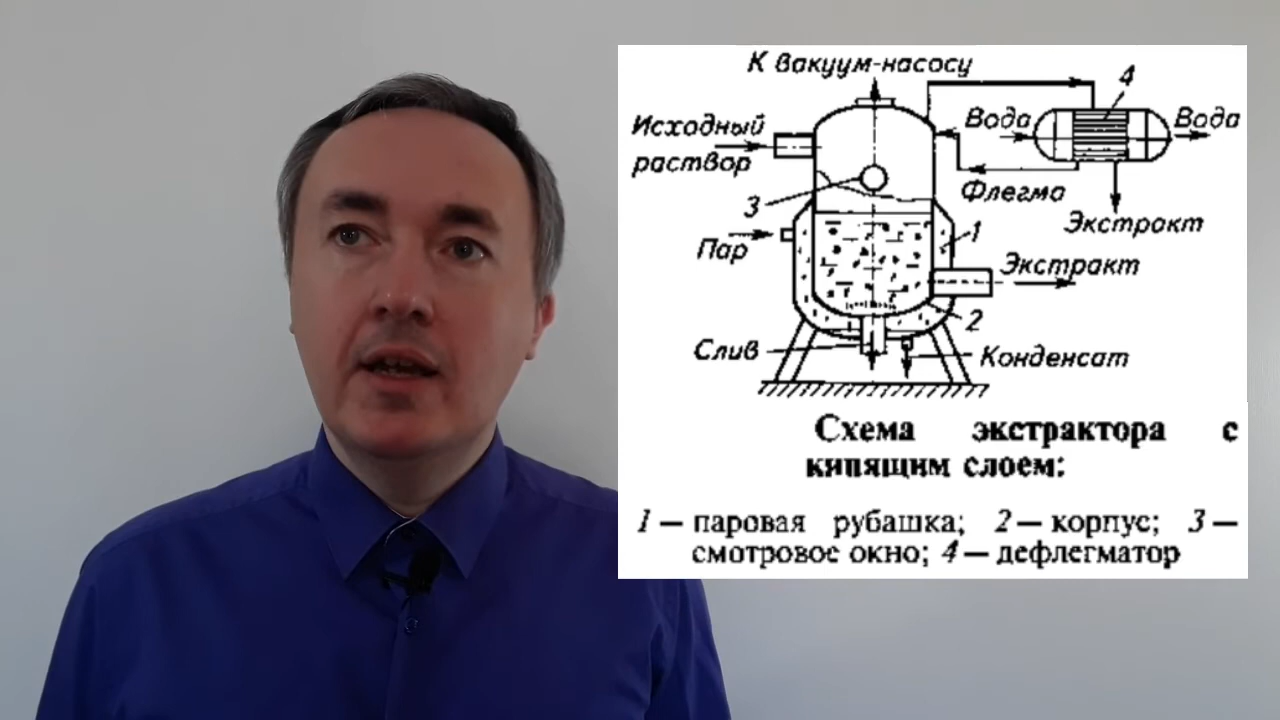 К вакуум-насосу
4
Исходный
раствор
Вода
Вода
Флегма
3
Экстракт
Пар
1
Экстракт
2
Слив
Конденсат
Схема экстрактора с
кипящим слоем:
1 — паровая рубашка; 2 — корпус; 3 —
смотровое окно; 4 — дефлегматор